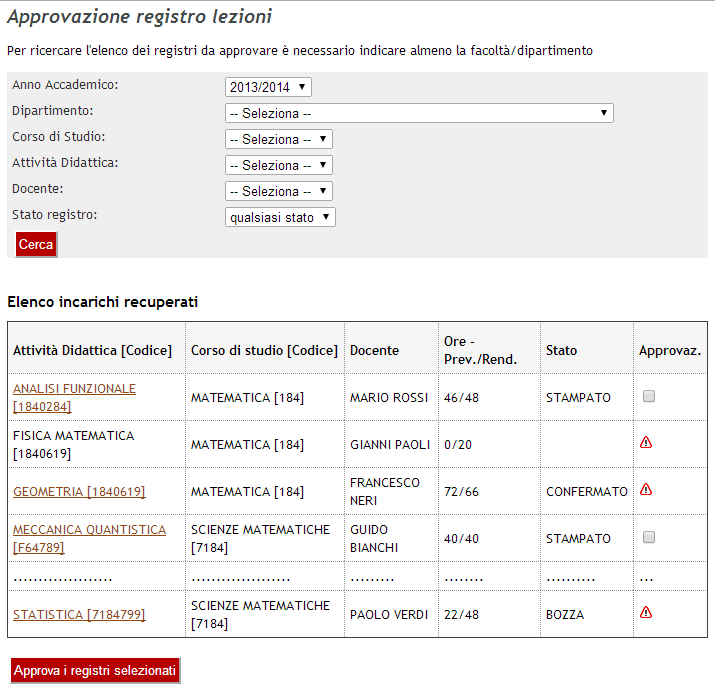 Approvazione registro lezioni
Per ricercare l'elenco dei registri da approvare è necessario indicare almeno la facoltà/dipartimento
Anno Accademico: 2013/2014
Dipartimento: -- Seleziona --
Corso di Studio: -- Seleziona --
Attività Didattica: -- Seleziona --
Docente: -- Seleziona --
Stato registro: qualsiasi stato
Cerca
Elenco incarichi recuperati
Attività Didattica [Codice] Corso di studio [Codice] Docente Ore - Prev./Rend. Stato Approvaz.
ANALISI FUNZIONALE [1840284] MATEMATICA [184] MARIO ROSSI 46/48 STAMPATO
FISICA MATEMATICA [1840619] MATEMATICA [184] GIANNI PAOLI 0/20
GEOMETRIA [1840619] MATEMATICA [184] FRANCESCO NERI 72/66 CONFERMATO
MECCANICA QUANTISTICA [F64789] SCIENZE MATEMATICHE [7184] GUIDO BIANCHI 40/40 STAMPATO
.................... .................... ......... ........ .......... ...
STATISTICA [7184799] SCIENZE MATEMATICHE [7184] PAOLO VERDI 22/48 BOZZA
Approva i registri selezionati